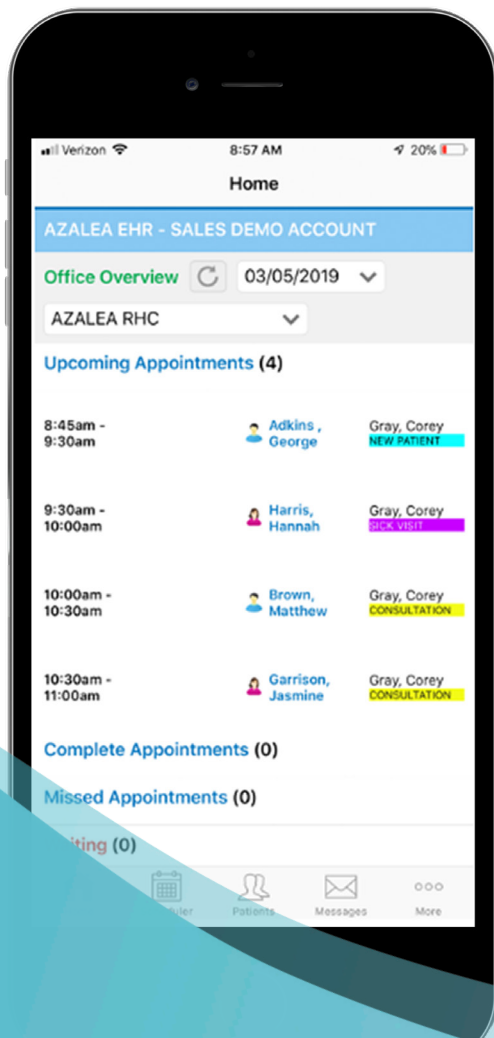 Verizon 8:57 AM 20%
Home
AZALEA EHR - SALES DEMO ACCOUNT
Office Overview 03/05/2019
AZALEA RHC
Upcoming Appointments (4)
8:45am - Adkins , Gray, Corey
9:30am George NEW PATIENT
9:30am - Harris, Gray, Corey
10:00am Hannah SICK VISIT
10:00am - Brown, Gray, Corey
10:30am Matthew CONSULTATION
10:30am - Garrison, Gray, Corey
11:00am Jasmine CONSULTATION
Complete Appointments (0)
Missed Appointments (0)
iting (0)
uler Patients Messages More